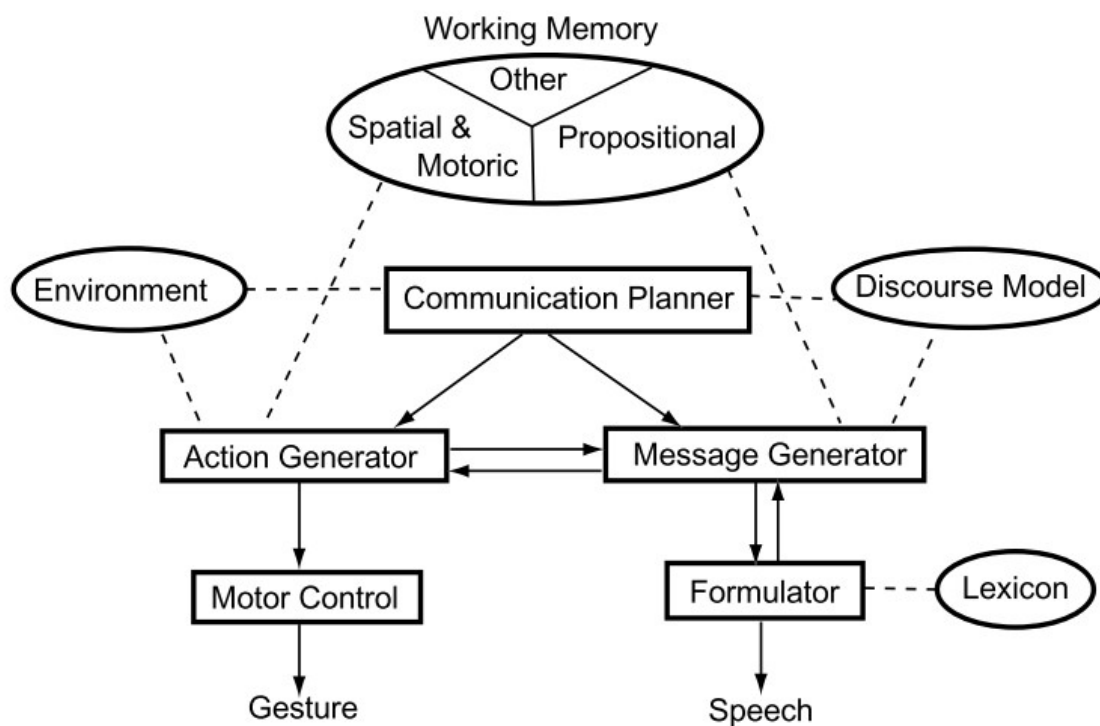 Working Memory
Other
Spatial &
Motoric
Propositional
Environment
Communication Planner
Discourse Model
Action Generator
Message Generator
Motor Control
Formulator
Lexicon
Gesture
Speech